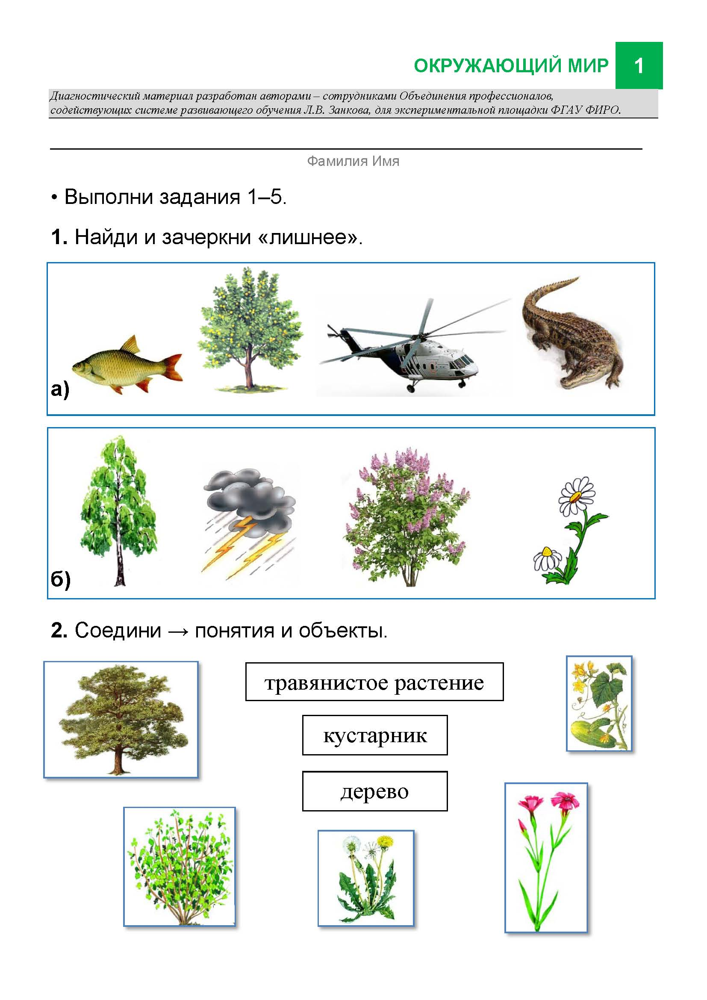 ОКРУЖАЮЩИЙ МИР 1
Диагностический материал разработан авторами – сотрудниками Объединения профессионалов,
содействующих системе развивающего обучения Л.В. Занкова, для экспериментальной площадки ФГАУ ФИРО.
Фамилия Имя
• Выполни задания 1–5.
1. Найди и зачеркни «лишнее».
а)
б)
2. Соедини → понятия и объекты.
травянистое растение
кустарник
дерево